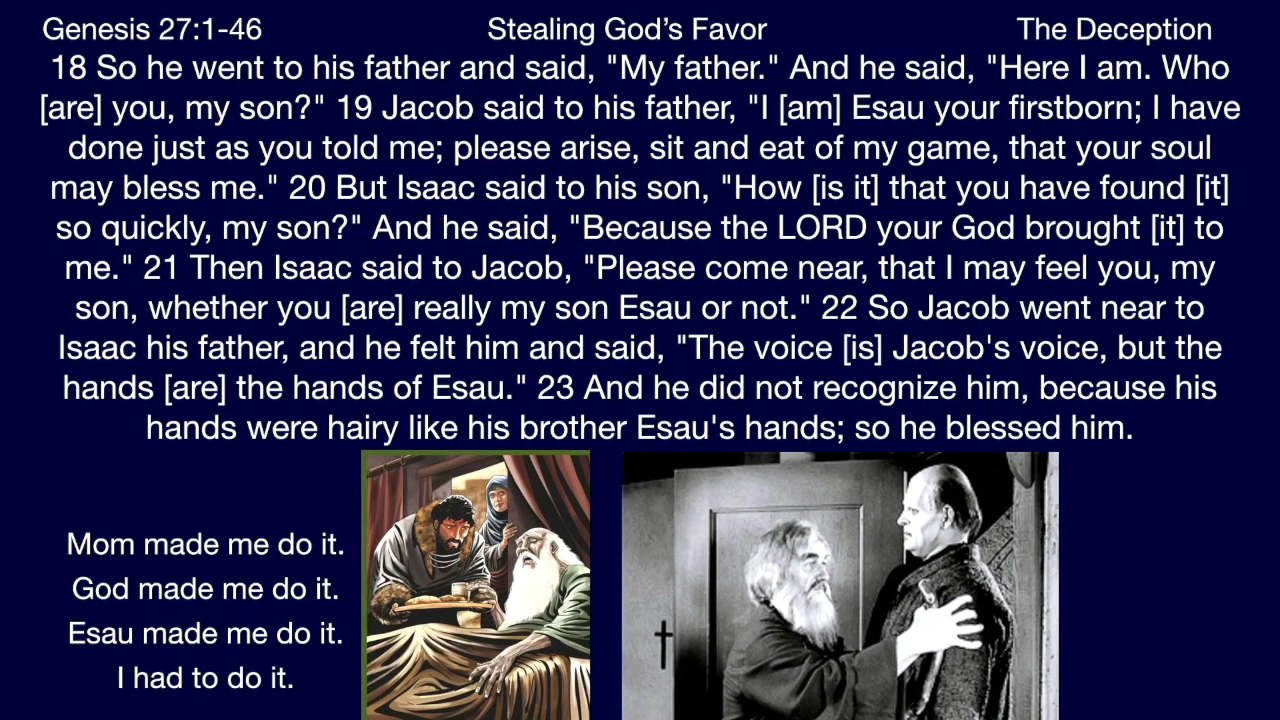 Genesis 27:1-46 Stealing God’s Favor The Deception
18 So he went to his father and said, "My father." And he said, "Here I am. Who
[are] you, my son?" 19 Jacob said to his father, "I [am] Esau your firstborn; I have
done just as you told me; please arise, sit and eat of my game, that your soul
may bless me." 20 But Isaac said to his son, "How [is it] that you have found [it]
so quickly, my son?" And he said, "Because the LORD your God brought [it] to
me." 21 Then Isaac said to Jacob, "Please come near, that I may feel you, my
son, whether you [are] really my son Esau or not." 22 So Jacob went near to
Isaac his father, and he felt him and said, "The voice [is] Jacob's voice, but the
hands [are] the hands of Esau." 23 And he did not recognize him, because his
hands were hairy like his brother Esau's hands; so he blessed him.
Mom made me do it.
God made me do it.
Esau made me do it.
I had to do it.